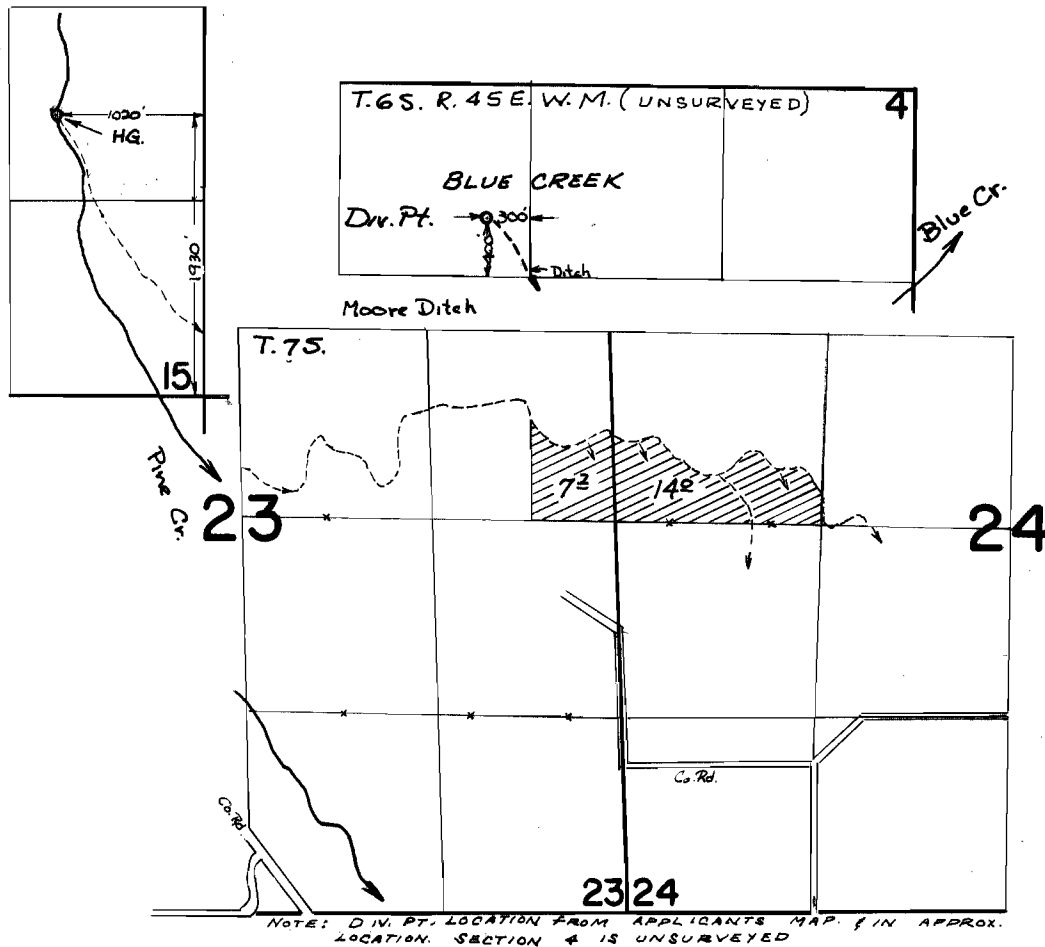 1020'
HG.
1930'
15
Pine Cr.
T.6S. R.45E. W.M. (UNSURVEYED)
4
BLUE CREEK
Div. Pt.
300'
400
Ditch
Blue Cr.
Moore Ditch
T.7S.
23
7.2
14.0
24
Co. Rd.
Co. Rd.
23 24
NOTE: DIV. PT. LOCATION FROM APPLICANTS MAP. & IN APPROX.
LOCATION. SECTION 4 IS UNSURVEYED